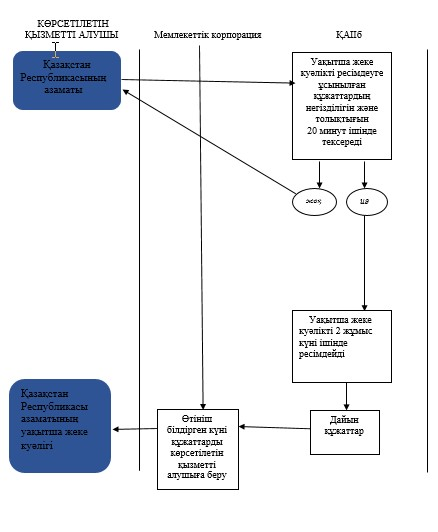 КӨРСЕТІЛЕТІН
ҚЫЗМЕТТІ АЛУШЫ
Мемлекеттік корпорация
ҚАПб
Қазақстан
Республикасының
азаматы
Уақытша жеке
куәлікті ресімдеуге
ұсынылған
құжаттардың
негізділігін және
толықтығын
20 минут ішінде
тексереді
жоқ
иә
Уақытша жеке
куәлікті 2 жұмыс
күні ішінде
ресімдейді
Қазақстан
Республикасы
азаматының
уақытша жеке
куәлігі
Өтініш
білдірген күні
құжаттарды
көрсетілетін
қызметті
алушыға беру
Дайын
құжаттар